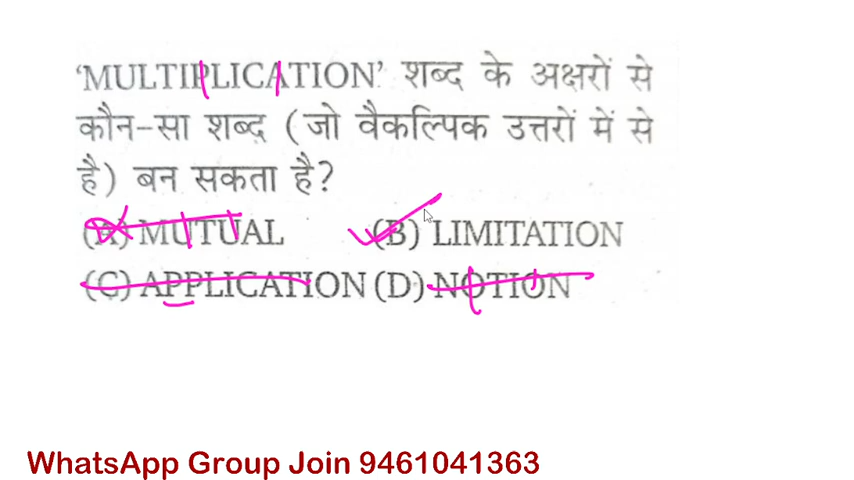 ‘MULTIPLICATION’ शब्द के अक्षरों से
कौन-सा शब्द (जो वैकल्पिक उत्तरों में से
है) बन सकता है?
(A) MUTUAL (B) LIMITATION
(C) APPLICATION (D) NOTION
WhatsApp Group Join 9461041363